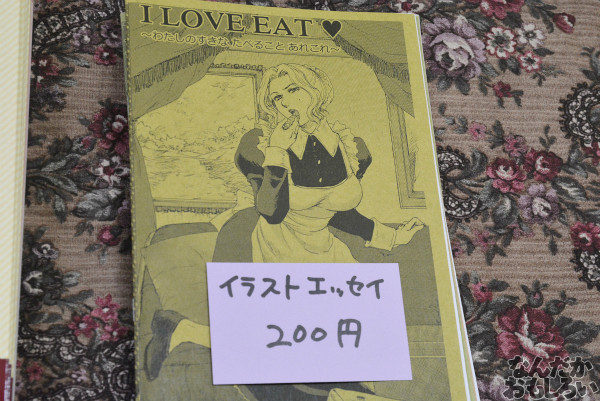 I LOVE EAT ♥
～わたしのすきな たべること あれこれ～
イラストエッセイ
200円
なんだか
おもしろい